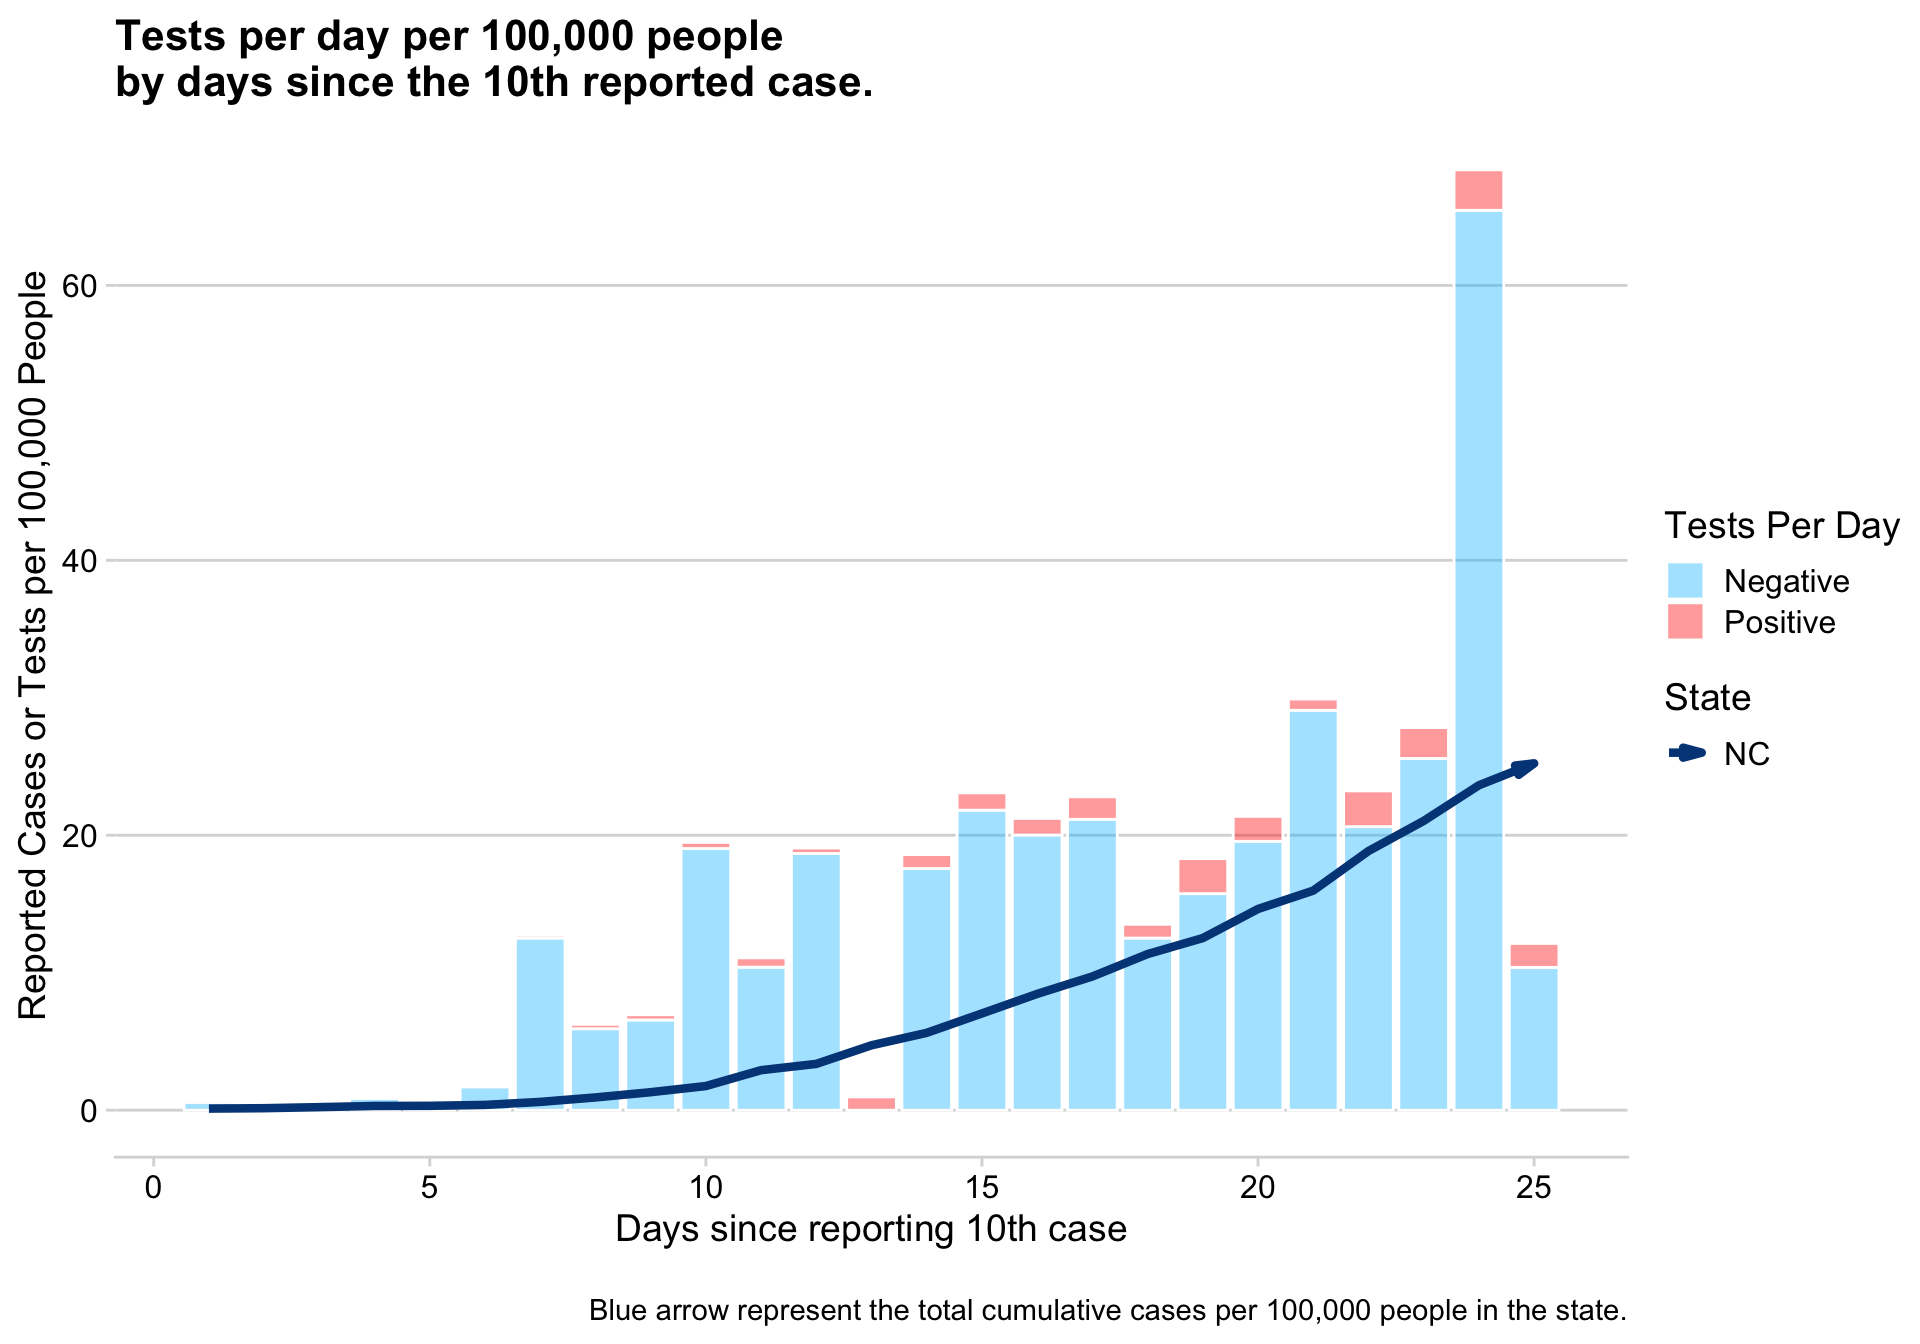 Tests per day per 100,000 people
by days since the 10th reported case.
Reported Cases or Tests per 100,000 People
60
40
20
0
0
5
10
15
20
25
Days since reporting 10th case
Tests Per Day
Negative
Positive
State
NC
Blue arrow represent the total cumulative cases per 100,000 people in the state.